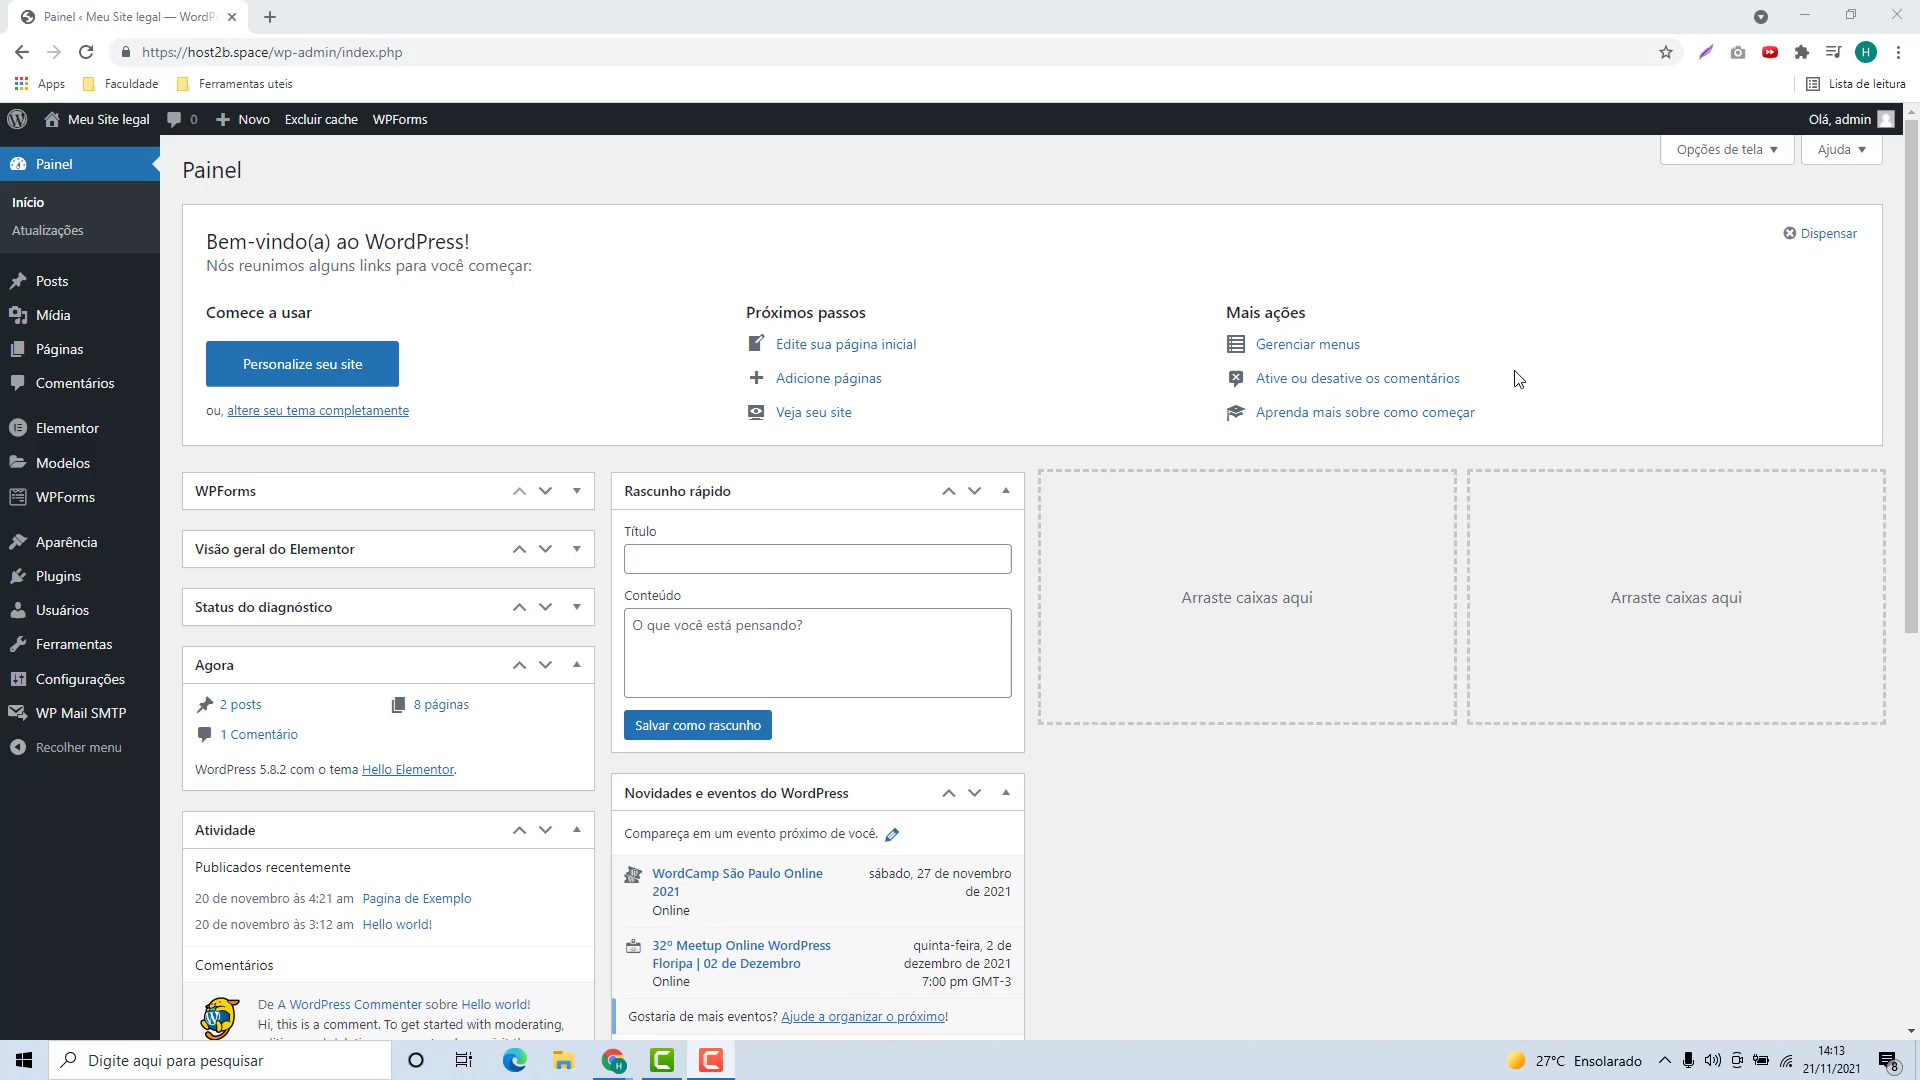 Painel ‹ Meu Site legal — WordP
https://host2b.space/wp-admin/index.php
H
Apps
Faculdade
Ferramentas uteis
Lista de leitura
Meu Site legal
0
Novo
Excluir cache
WPForms
Olá, admin
Painel
Início
Atualizações
Posts
Mídia
Páginas
Comentários
Elementor
Modelos
WPForms
Aparência
Plugins
Usuários
Ferramentas
Configurações
WP Mail SMTP
Recolher menu
Painel
Opções de tela
Ajuda
Bem-vindo(a) ao WordPress!
Nós reunimos alguns links para você começar:
Dispensar
Comece a usar
Personalize seu site
ou, altere seu tema completamente
Próximos passos
Edite sua página inicial
Adicione páginas
Veja seu site
Mais ações
Gerenciar menus
Ative ou desative os comentários
Aprenda mais sobre como começar
WPForms
Visão geral do Elementor
Status do diagnóstico
Agora
2 posts
8 páginas
1 Comentário
WordPress 5.8.2 com o tema Hello Elementor.
Atividade
Publicados recentemente
20 de novembro às 4:21 am Pagina de Exemplo
20 de novembro às 3:12 am Hello world!
Comentários
De A WordPress Commenter sobre Hello world!
Hi, this is a comment. To get started with moderating,
Rascunho rápido
Título
Conteúdo
O que você está pensando?
Salvar como rascunho
Novidades e eventos do WordPress
Compareça em um evento próximo de você.
WordCamp São Paulo Online
2021
Online
sábado, 27 de novembro
de 2021
32º Meetup Online WordPress
Floripa | 02 de Dezembro
Online
quinta-feira, 2 de
dezembro de 2021
7:00 pm GMT-3
Gostaria de mais eventos? Ajude a organizar o próximo!
Arraste caixas aqui
Arraste caixas aqui
Digite aqui para pesquisar
27°C Ensolarado
14:13
21/11/2021
8